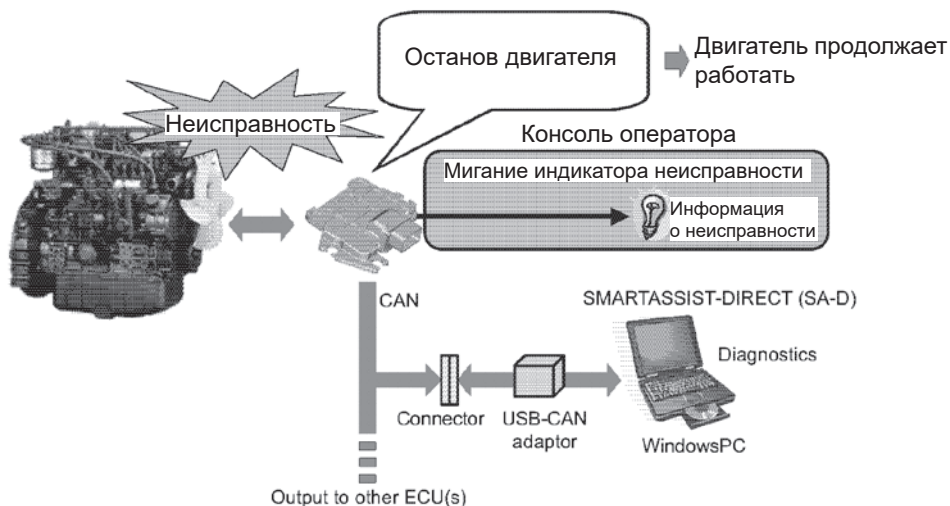 Останов двигателя
Двигатель продолжает
работать
Неисправность
Консоль оператора
Мигание индикатора неисправности
Информация
о неисправности
CAN
SMARTASSIST-DIRECT (SA-D)
Diagnostics
Connector
USB-CAN
adaptor
WindowsPC
Output to other ECU(s)